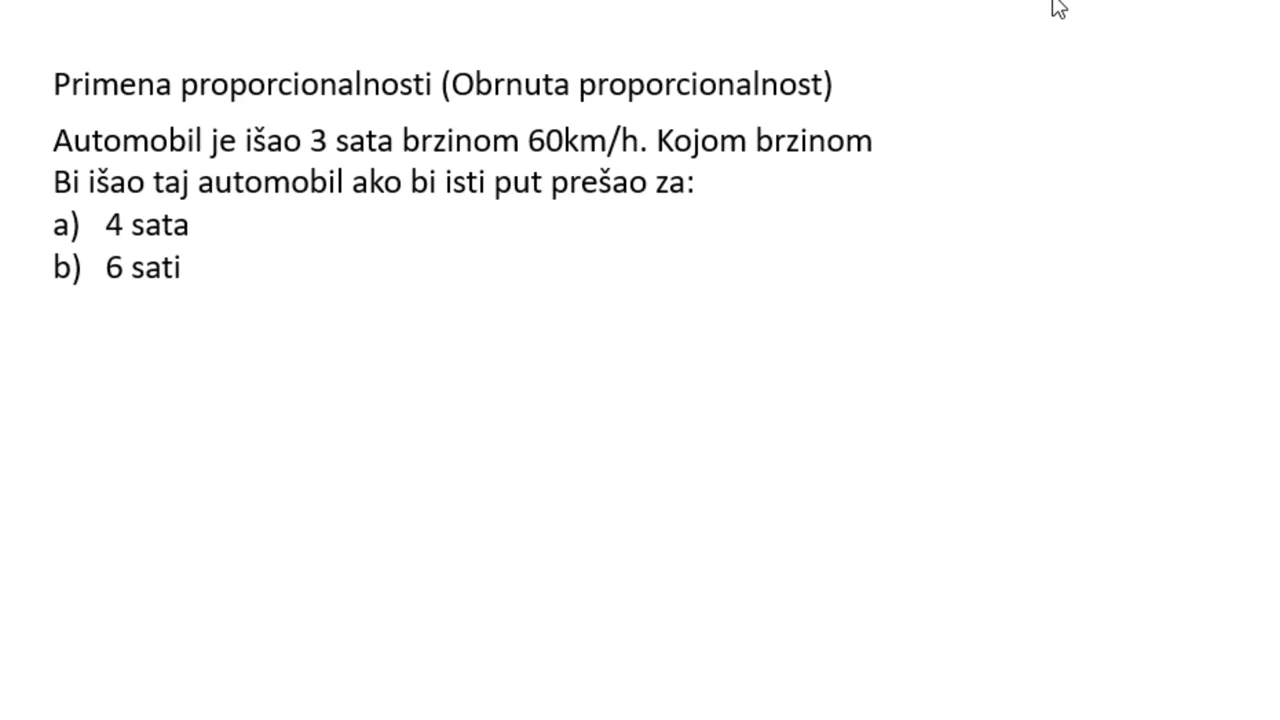 Primena proporcionalnosti (Obrnuta proporcionalnost)
Automobil je išao 3 sata brzinom 60km/h. Kojom brzinom
Bi išao taj automobil ako bi isti put prešao za:
a) 4 sata
b) 6 sati